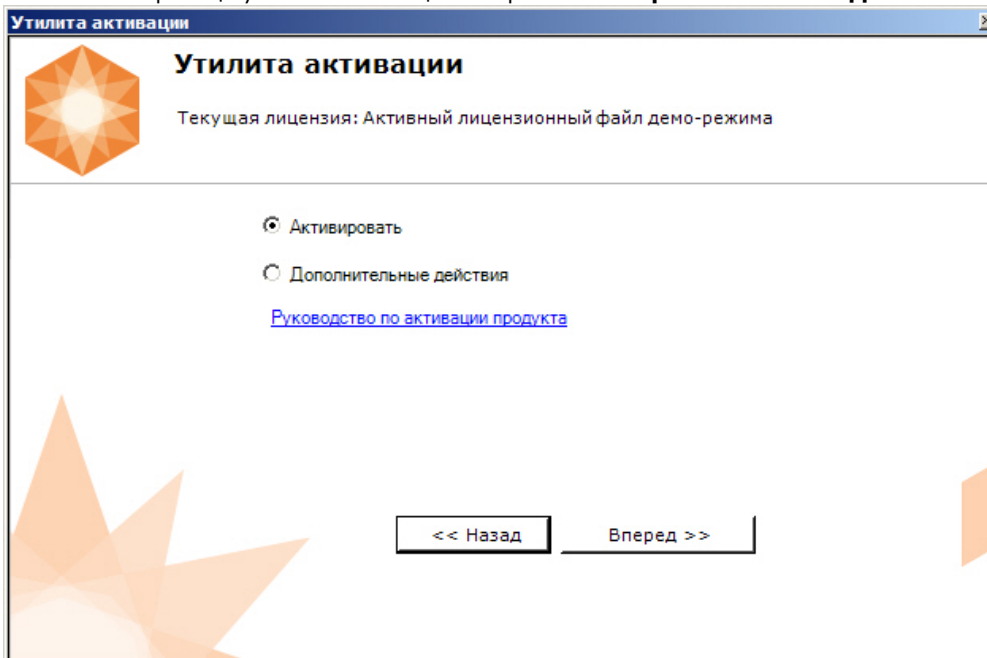 Утилита активации
Утилита активации
Текущая лицензия: Активный лицензионный файл демо-режима
Активировать
Дополнительные действия
Руководство по активации продукта
<< Назад
Вперед >>